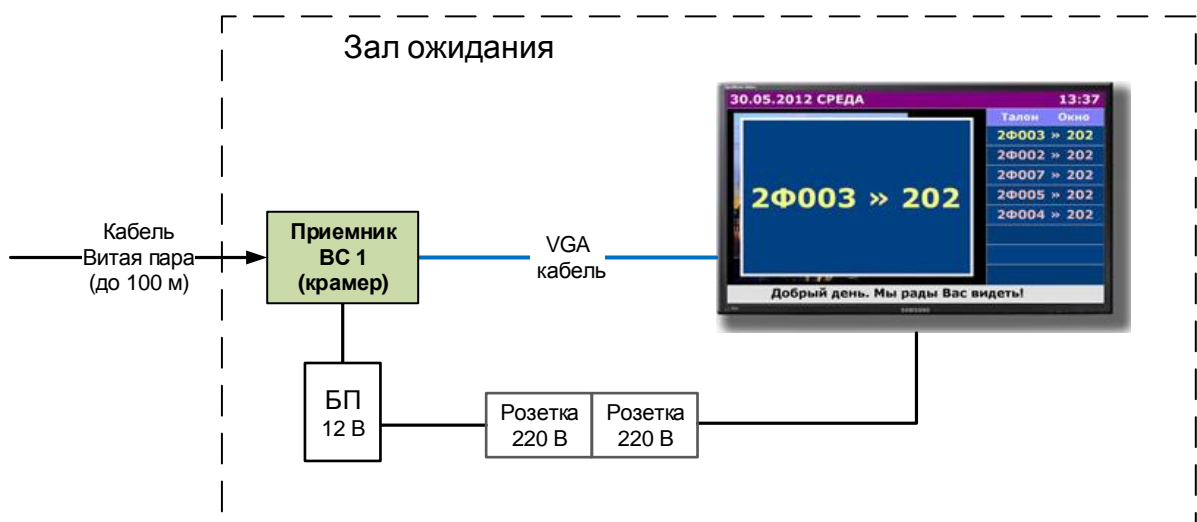 Зал ожидания
30.05.2012 СРЕДА 13:37
Талон Окно
2Ф003 » 202
2Ф002 » 202
2Ф007 » 202
2Ф005 » 202
2Ф004 » 202
2Ф003 » 202
Добрый день. Мы рады Вас видеть!
SAMSUNG
Кабель
Витая пара
(до 100 м)
Приемник
ВС 1
(крамер)
VGA
кабель
БП
12 В
Розетка
220 В
Розетка
220 В